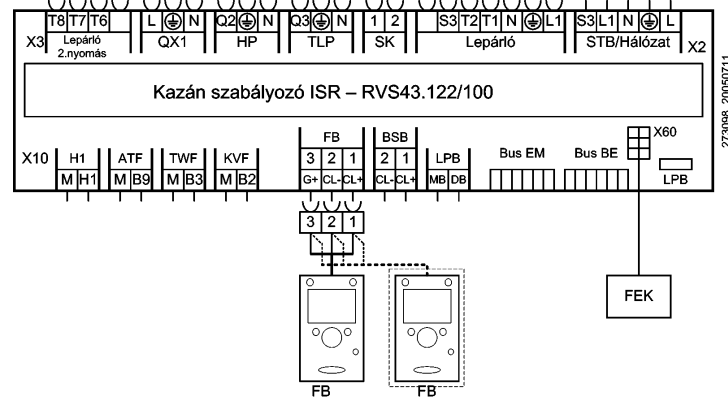 T8 T7 T6 L N Q2 N Q3 N 1 2 S3 T2 T1 N L1 S3 L1 N L
X3 Lepárló 2.nyomás QX1 HP TLP SK Lepárló STB/Hálózat X2
Kazán szabályozó ISR – RVS43.122/100
273098_20050711
FB BSB X60
X10 H1 ATF TWF KVF 3 2 1 2 1 LPB Bus EM Bus BE
M H1 M B9 M B3 M B2 G+ CL- CL+ CL- CL+ MB DB LPB
3 2 1
FEK
FB FB